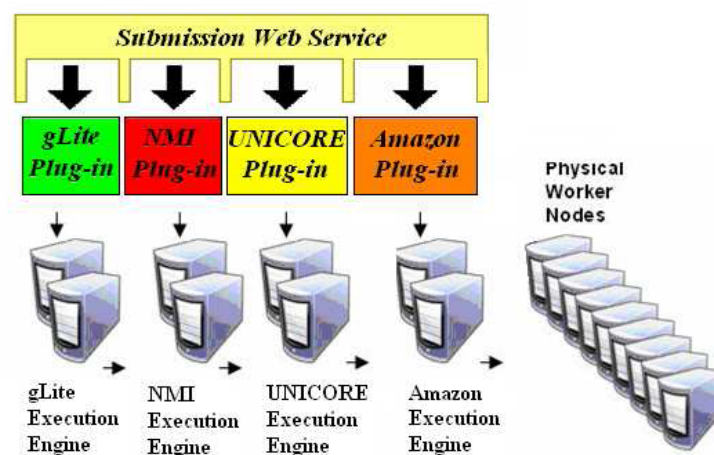 Submission Web Service
gLite
Plug-in
NMI
Plug-in
UNICORE
Plug-in
Amazon
Plug-in
Physical
Worker
Nodes
gLite
Execution
Engine
NMI
Execution
Engine
UNICORE
Execution
Engine
Amazon
Execution
Engine